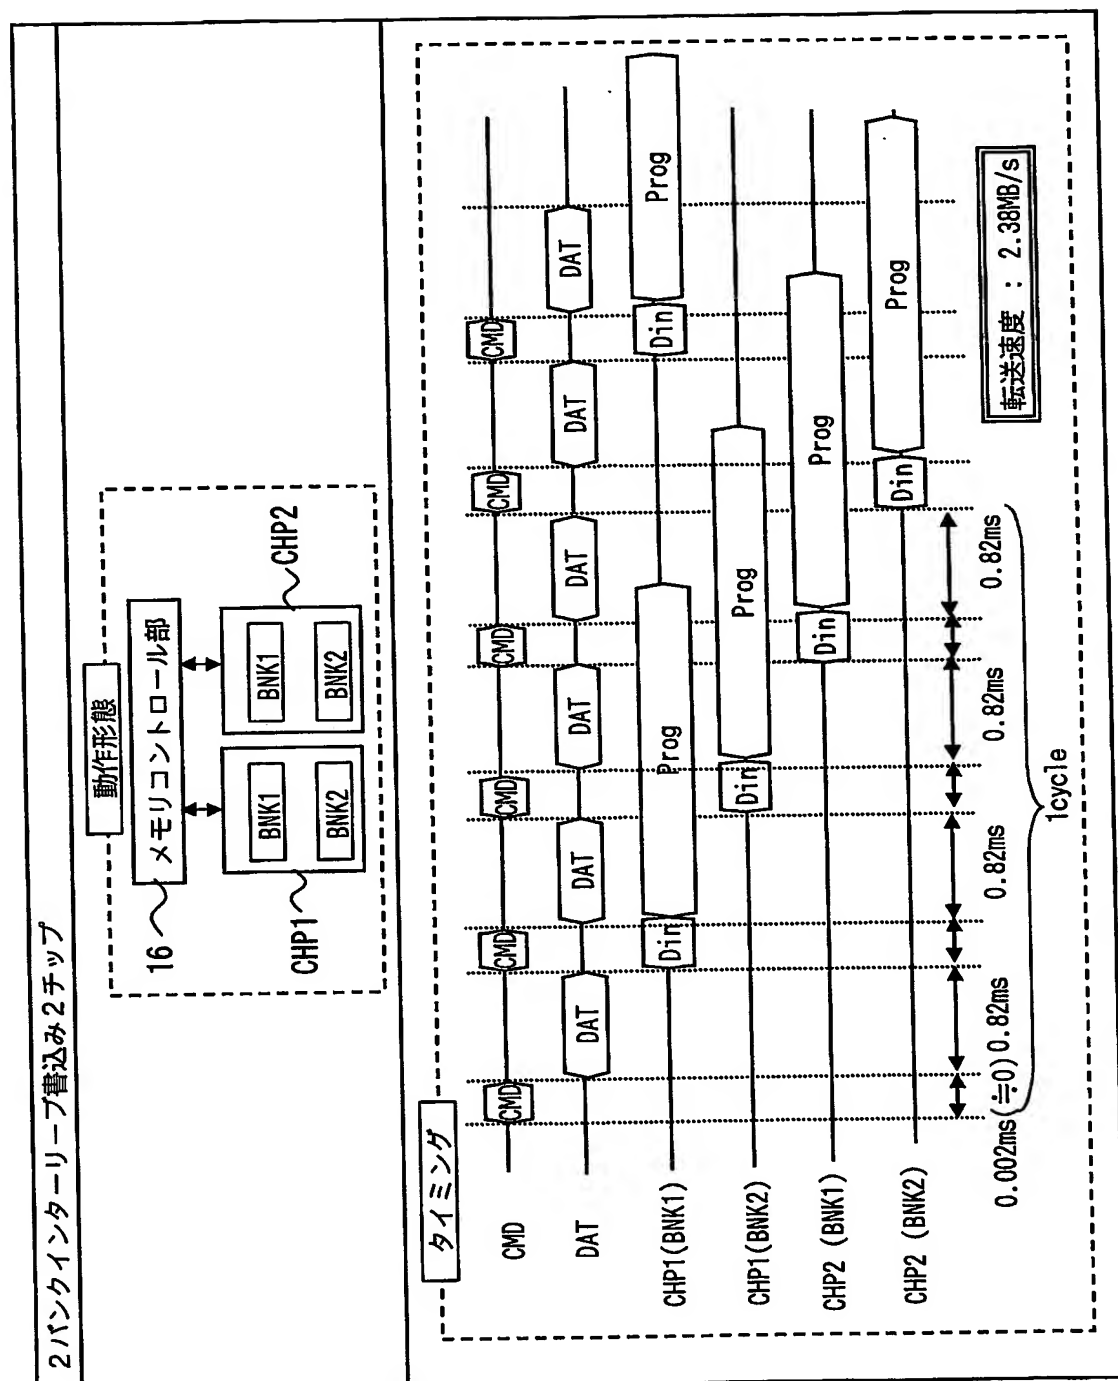 2バンクインターリーブ書込み2チップ
動作形態
16
メモリコントロール部
BNK1
BNK2
BNK1
BNK2
CHP1
CHP2
タイミング
CMD
CMD
CMD
CMD
CMD
CMD
CMD
DAT
DAT
DAT
DAT
DAT
DAT
DAT
CHP1(BNK1)
Din
Prog
Din
Prog
CHP1(BNK2)
Din
Prog
CHP2 (BNK1)
Din
Prog
CHP2 (BNK2)
Din
Prog
0.002ms(≒0)
0.82ms
0.82ms
0.82ms
0.82ms
1cycle
転送速度 : 2.38MB/s